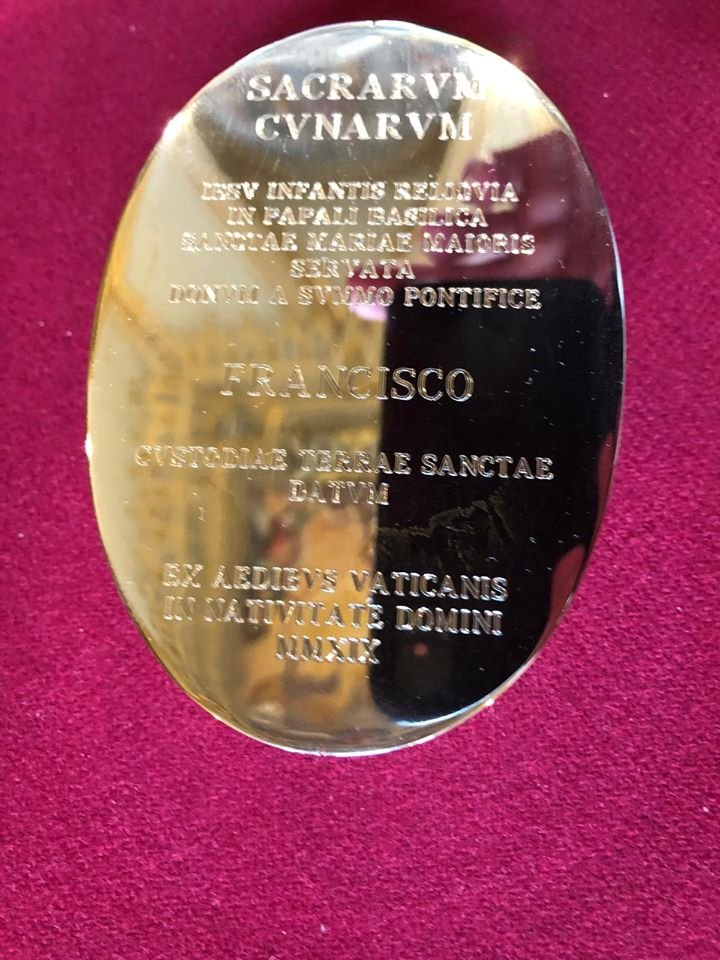 SACRARVM
CVNARVM
IESV INFANTIS RELIQVIA
IN PAPALI BASILICA
SANCTAE MARIAE MAIORIS
SERVATA
DONVM A SVMMO PONTIFICE
FRANCISCO
CVSTODIAE TERRAE SANCTAE
DATVM
EX AEDIBVS VATICANIS
IN NATIVITATE DOMINI
MMXIX